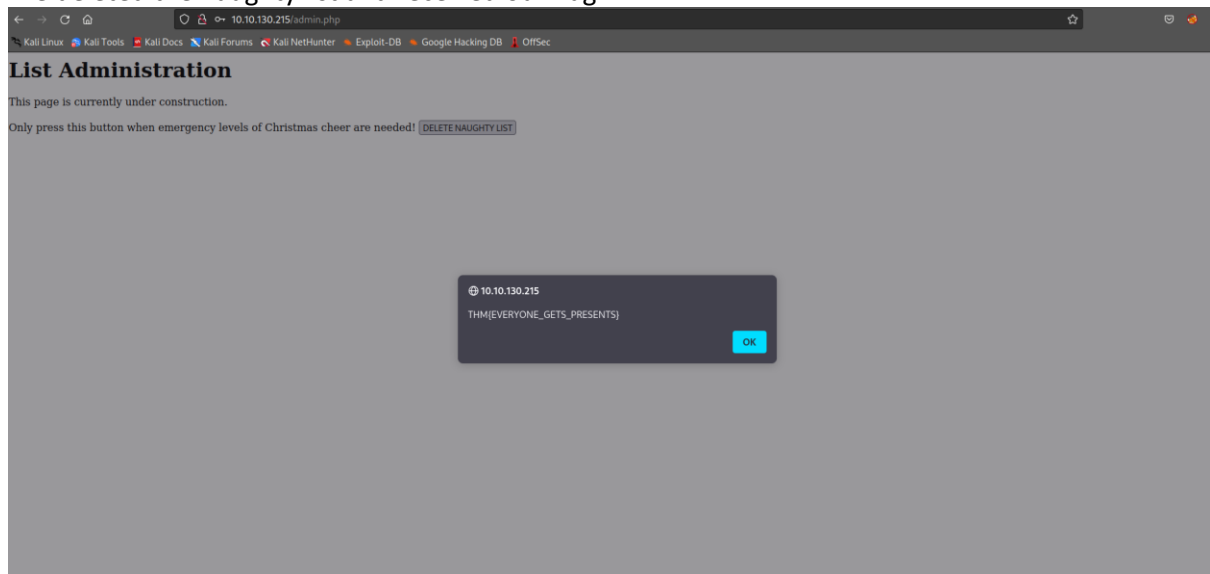 10.10.130.215/admin.php
Kali Linux Kali Tools Kali Docs Kali Forums Kali NetHunter Exploit-DB Google Hacking DB OffSec
List Administration
This page is currently under construction.
Only press this button when emergency levels of Christmas cheer are needed! DELETE NAUGHTY LIST
10.10.130.215
THM{EVERYONE_GETS_PRESENTS}
OK